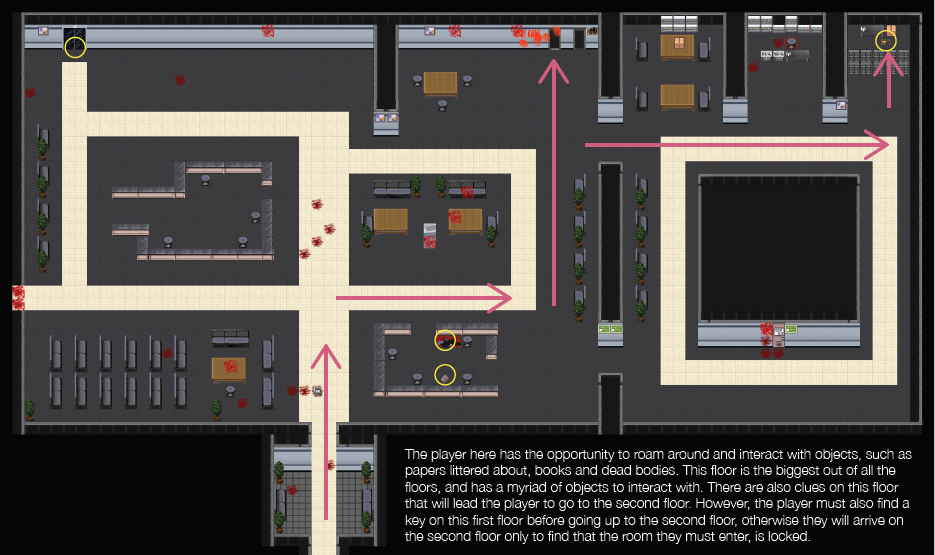 The player here has the opportunity to roam around and interact with objects, such as
papers littered about, books and dead bodies. This floor is the biggest out of all the
floors, and has a myriad of objects to interact with. There are also clues on this floor
that will lead the player to go to the second floor. However, the player must also find a
key on this first floor before going up to the second floor, otherwise they will arrive on
the second floor only to find that the room they must enter, is locked.